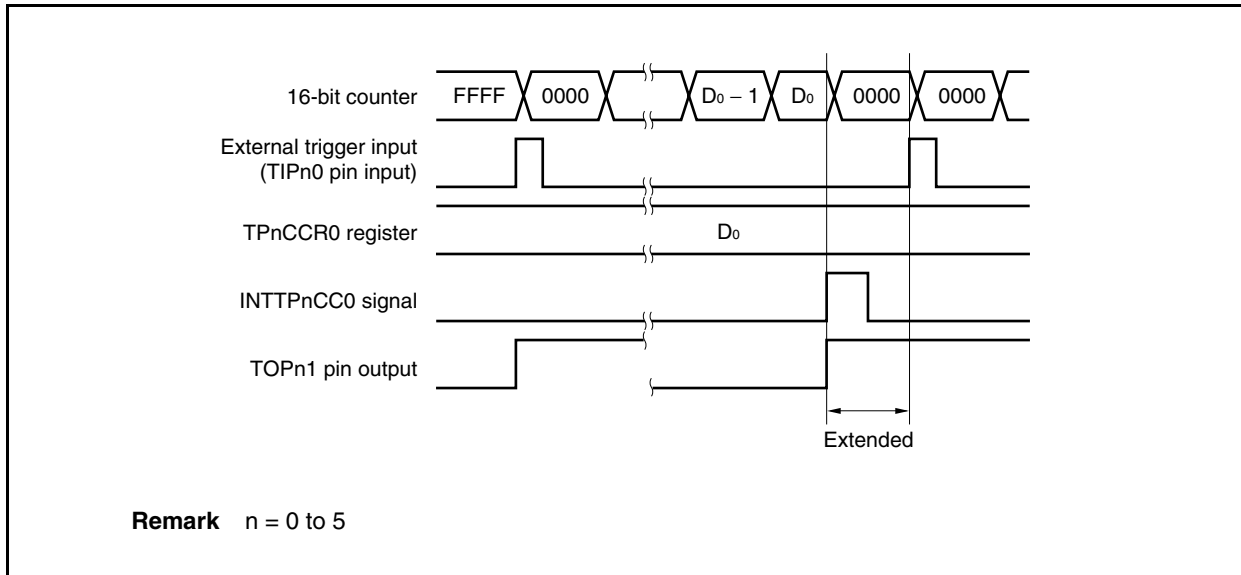 16-bit counter
FFFF 0000 D0 − 1 D0 0000 0000
External trigger input
(TIPn0 pin input)
TPnCCR0 register
D0
INTTPnCC0 signal
TOPn1 pin output
Extended
Remark n = 0 to 5